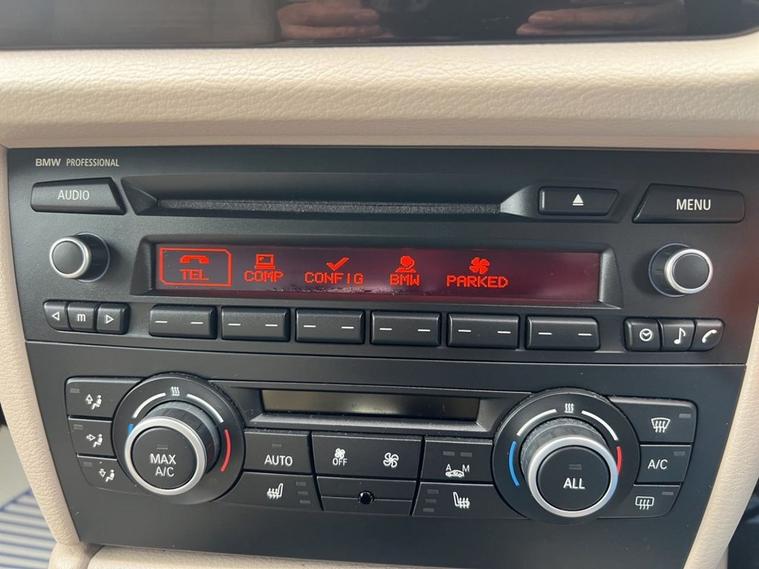 BMW PROFESSIONAL
AUDIO
MENU
TEL COMP CONFIG BMW PARKED
m
MAX
A/C
AUTO
OFF
A M
ALL
A/C